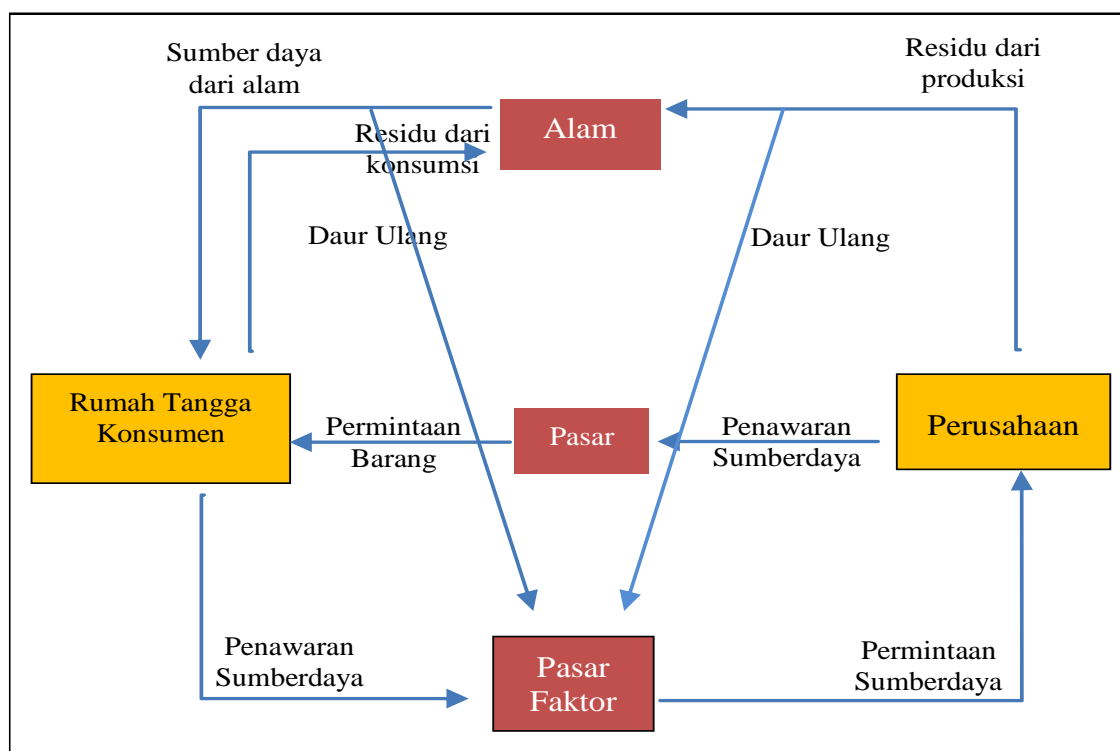 Sumber daya
dari alam
Residu dari
produksi
Alam
Residu dari
konsumsi
Daur Ulang
Daur Ulang
Rumah Tangga
Konsumen
Permintaan
Barang
Pasar
Penawaran
Sumberdaya
Perusahaan
Penawaran
Sumberdaya
Pasar
Faktor
Permintaan
Sumberdaya